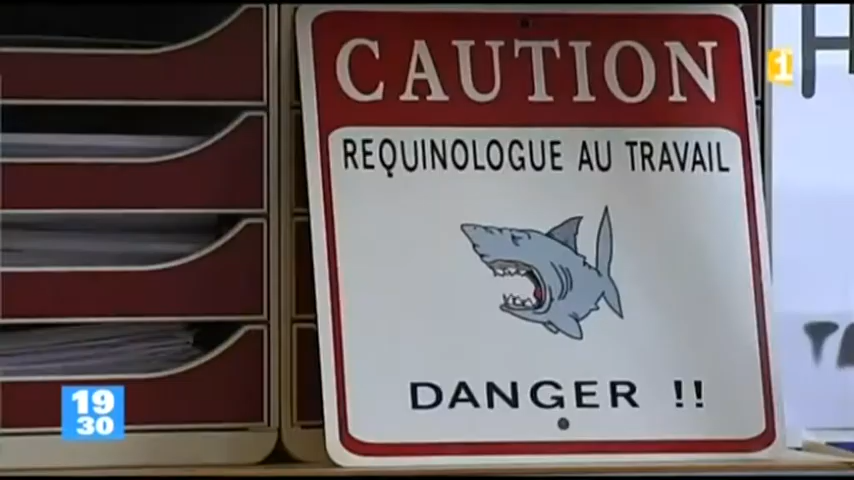 CAUTION
REQUINOLOGUE AU TRAVAIL
DANGER !!
1
19
30